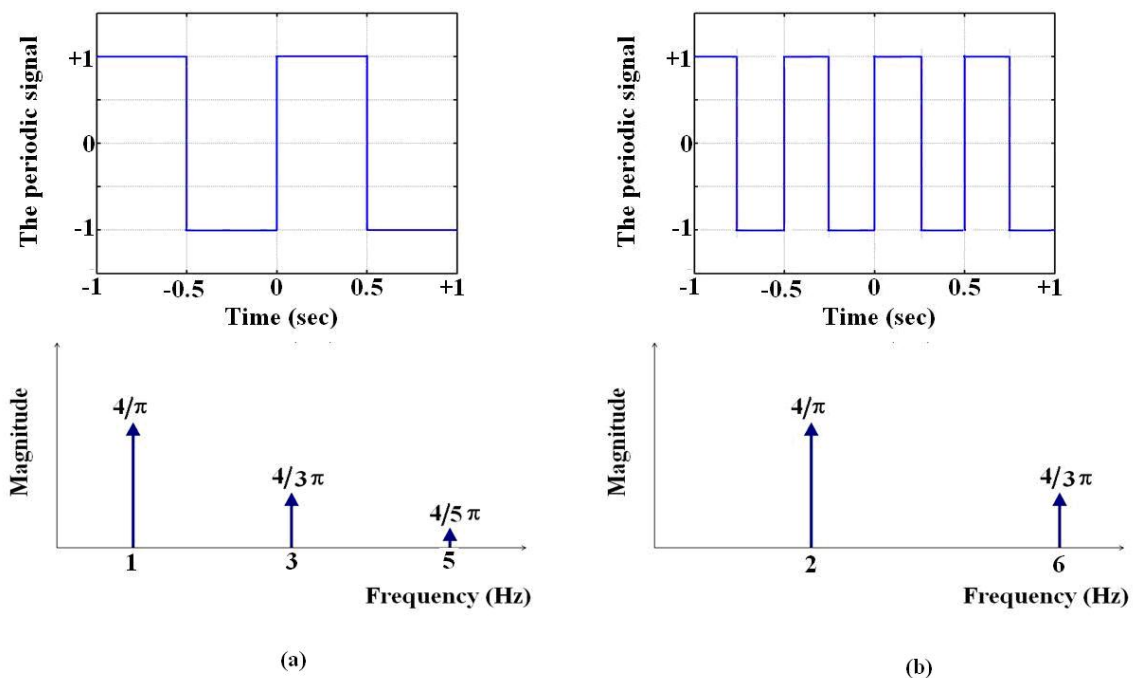 The periodic signal
+1
0
-1
-1
-0.5
0
0.5
+1
Time (sec)
Magnitude
4/π
4/3π
4/5π
1
3
5
Frequency (Hz)
(a)
The periodic signal
+1
0
-1
-1
-0.5
0
0.5
+1
Time (sec)
Magnitude
4/π
4/3π
2
6
Frequency (Hz)
(b)